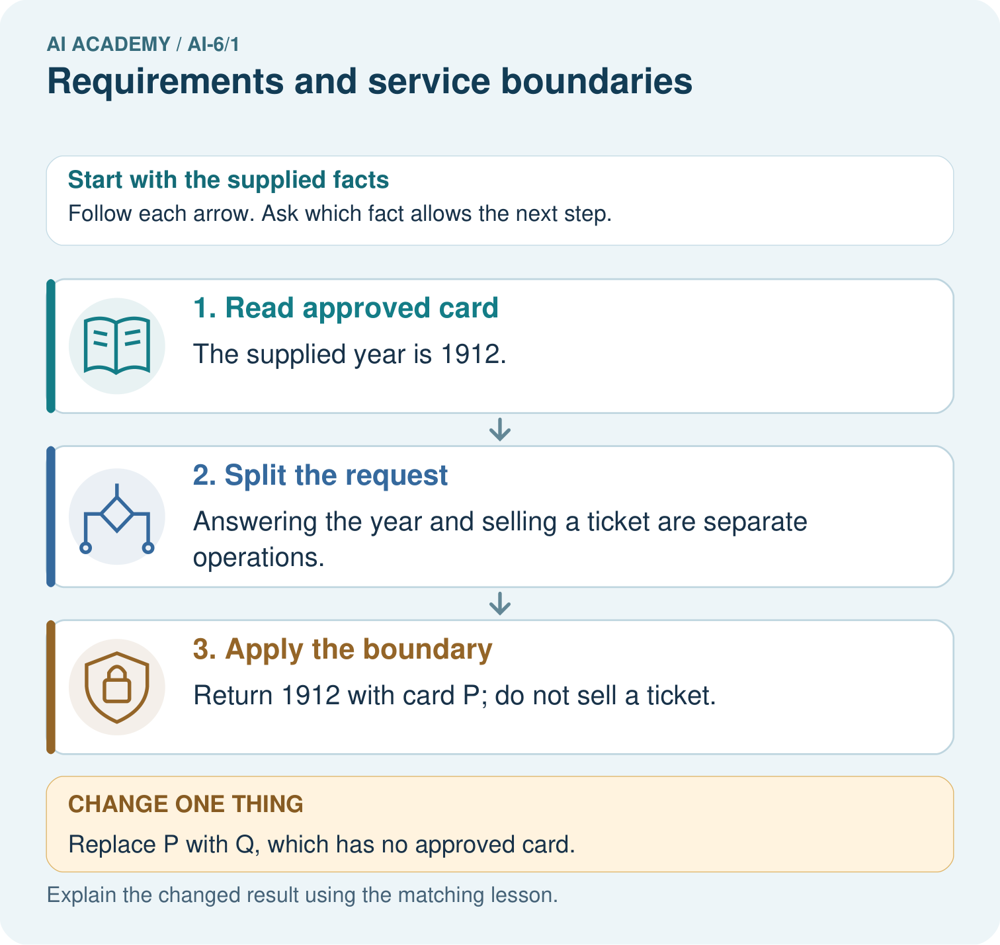 AI ACADEMY / AI-6/1
Requirements and service boundaries
Start with the supplied facts
Follow each arrow. Ask which fact allows the next step.
1. Read approved card
The supplied year is 1912.
2. Split the request
Answering the year and selling a ticket are separate
operations.
3. Apply the boundary
Return 1912 with card P; do not sell a ticket.
CHANGE ONE THING
Replace P with Q, which has no approved card.
Explain the changed result using the matching lesson.